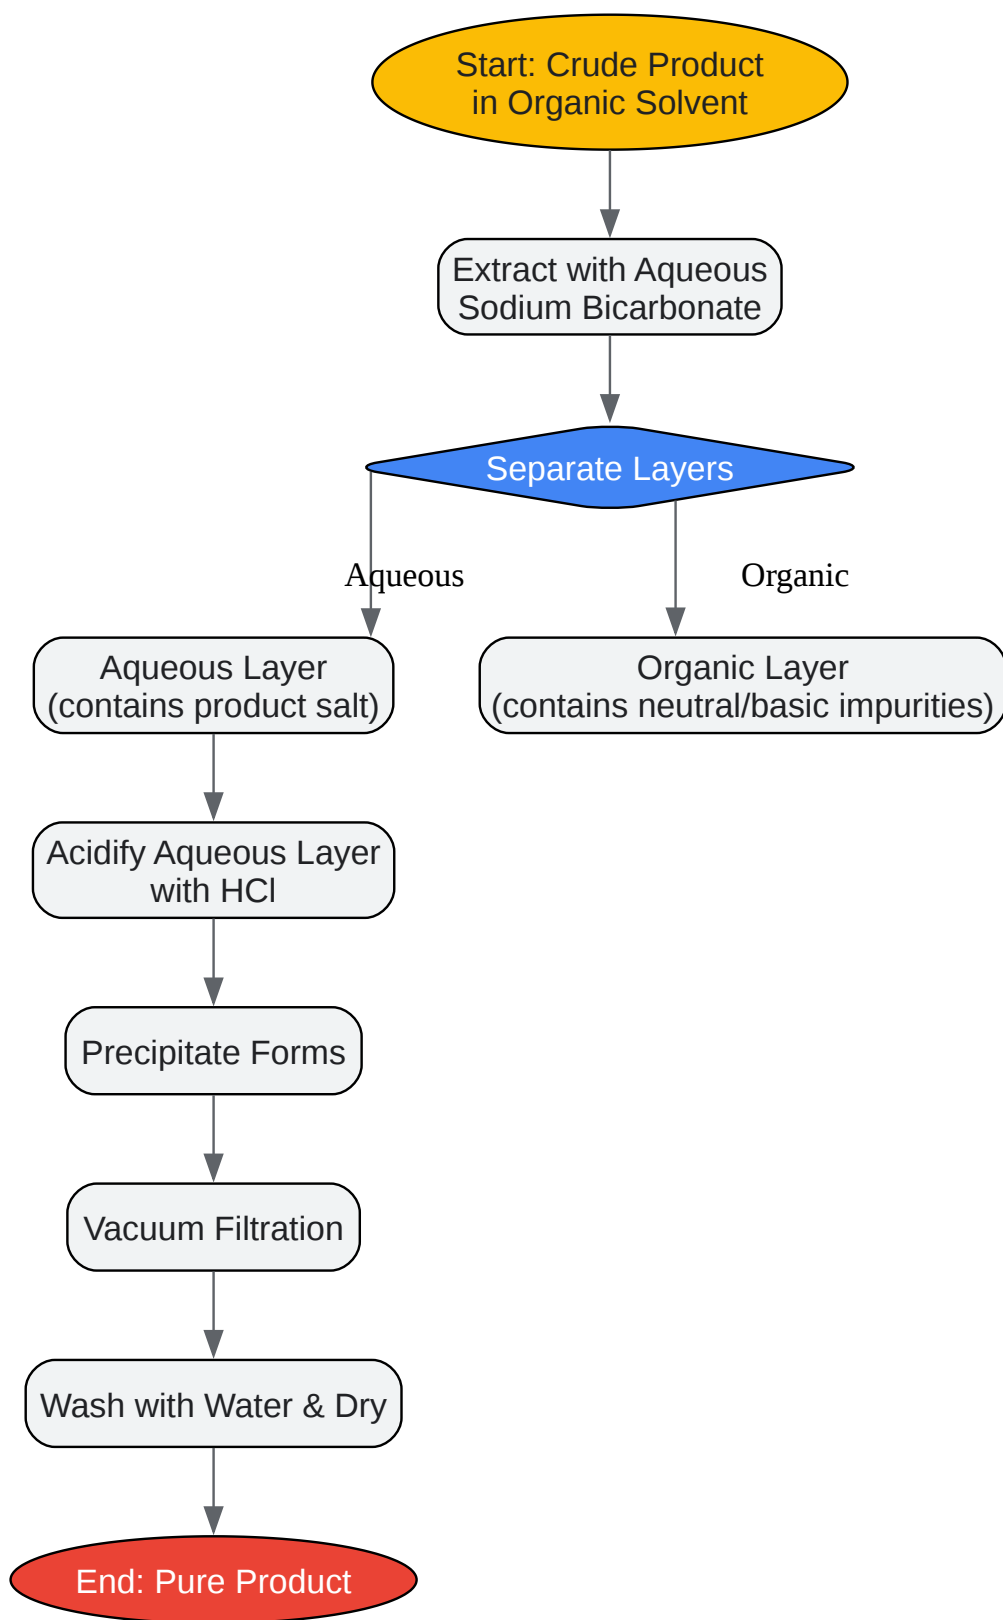 Start: Crude Product
in Organic Solvent
Extract with Aqueous
Sodium Bicarbonate
Separate Layers
Aqueous
Organic
Aqueous Layer
(contains product salt)
Organic Layer
(contains neutral/basic impurities)
Acidify Aqueous Layer
with HCl
Precipitate Forms
Vacuum Filtration
Wash with Water & Dry
End: Pure Product